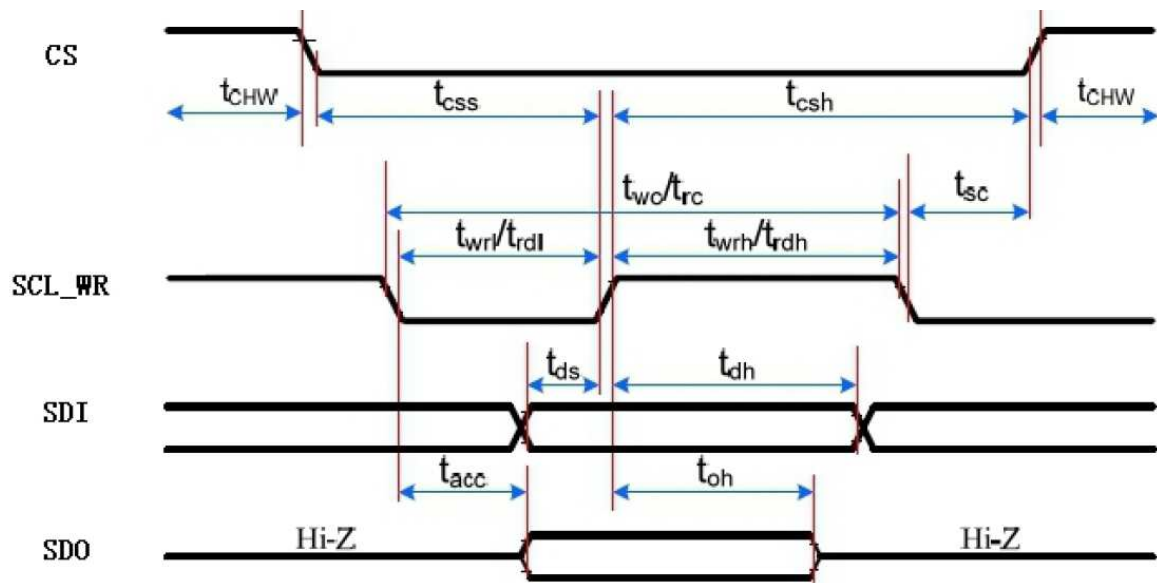 CS
tCHW
tcss
tcsh
tCHW
twc/trc
tsc
twrl/trdl
twrh/trdh
SCL_WR
tds
tdh
SDI
tacc
toh
Hi-Z
Hi-Z
SDO